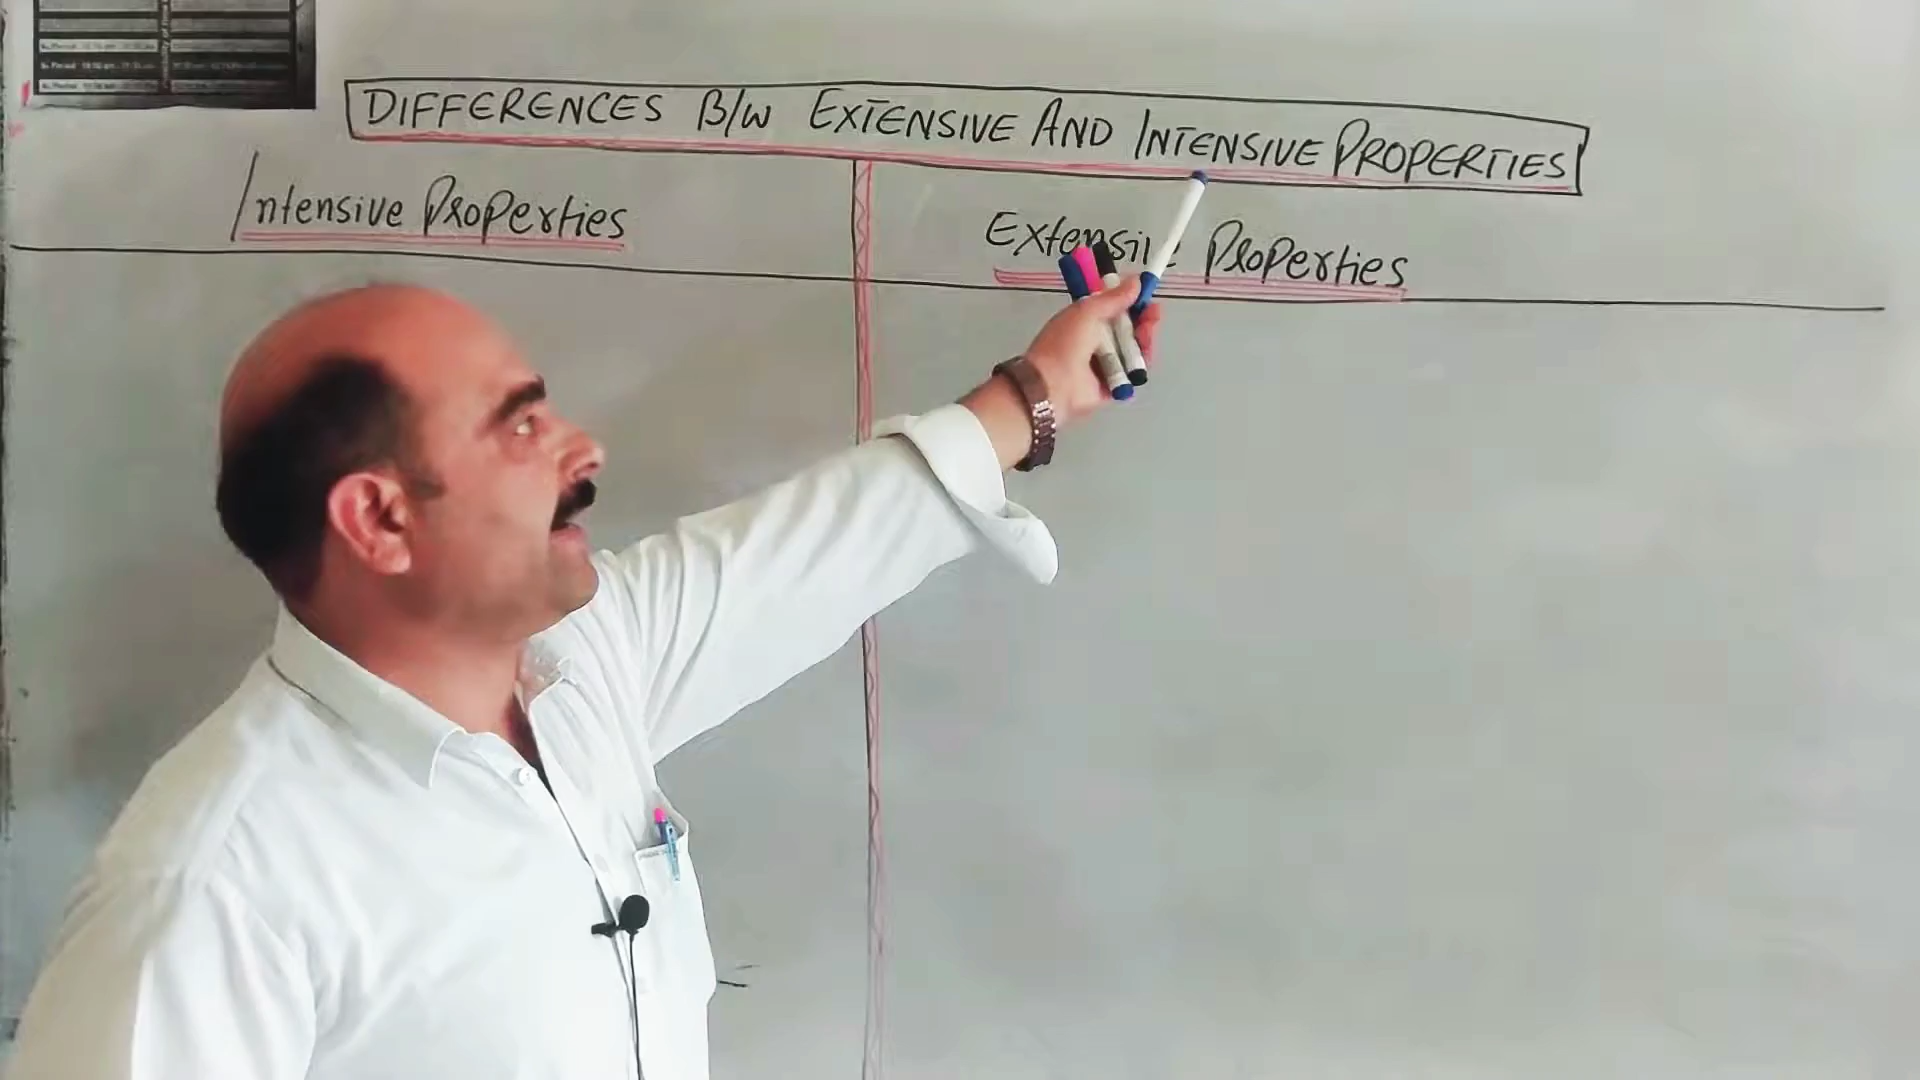 DIFFERENCES B/W EXTENSIVE AND INTENSIVE PROPERTIES
Intensive Properties
Extensive Properties